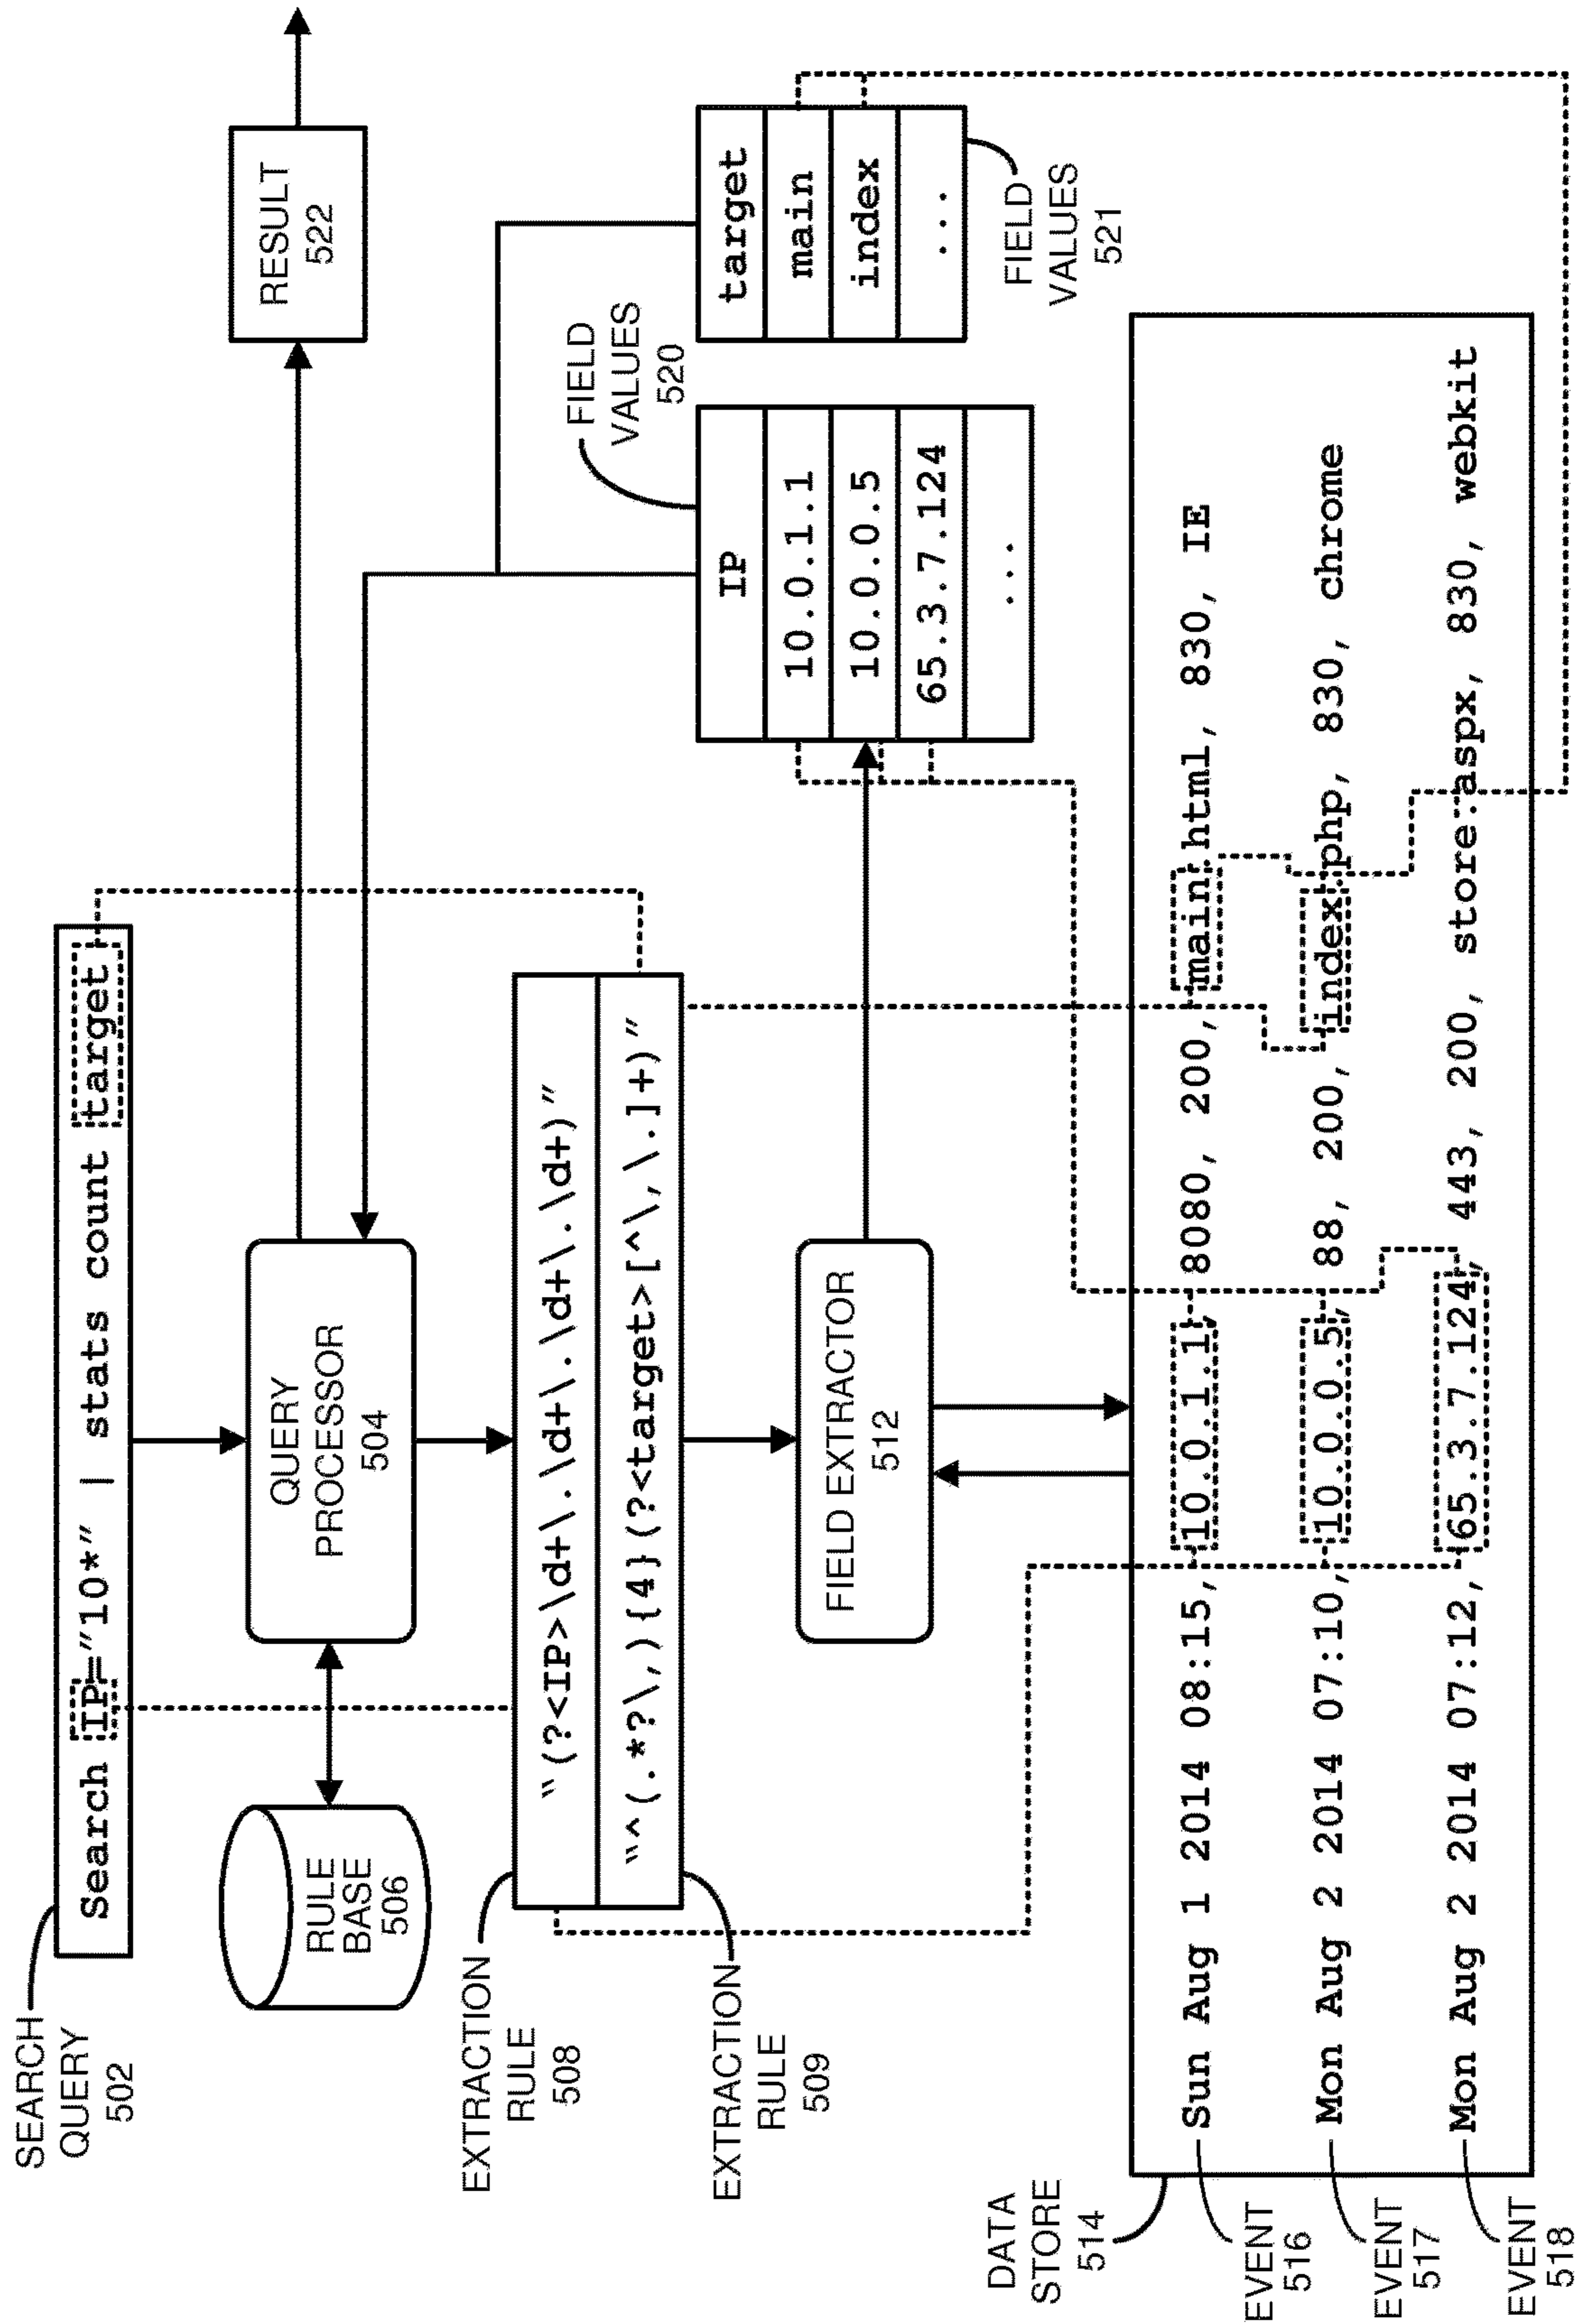 SEARCH
QUERY
502
Search IP="10*" | stats count target
RULE
BASE
506
QUERY
PROCESSOR
504
RESULT
522
EXTRACTION
RULE
508
"(?<IP>\d+\.\d+\.\d+\.\d+)"
"^(.*?\,){4}(?<target>[^\,\.]+)"
EXTRACTION
RULE
509
FIELD EXTRACTOR
512
FIELD
VALUES
520
IP
10.0.1.1
10.0.0.5
65.3.7.124
...
target
main
index
...
FIELD
VALUES
521
DATA
STORE
514
Sun Aug 1 2014 08:15, 10.0.1.1, 8080, 200, main.html, 830, IE
Mon Aug 2 2014 07:10, 10.0.0.5, 88, 200, index.php, 830, chrome
Mon Aug 2 2014 07:12, 65.3.7.124, 443, 200, store.aspx, 830, webkit
EVENT
516
EVENT
517
EVENT
518